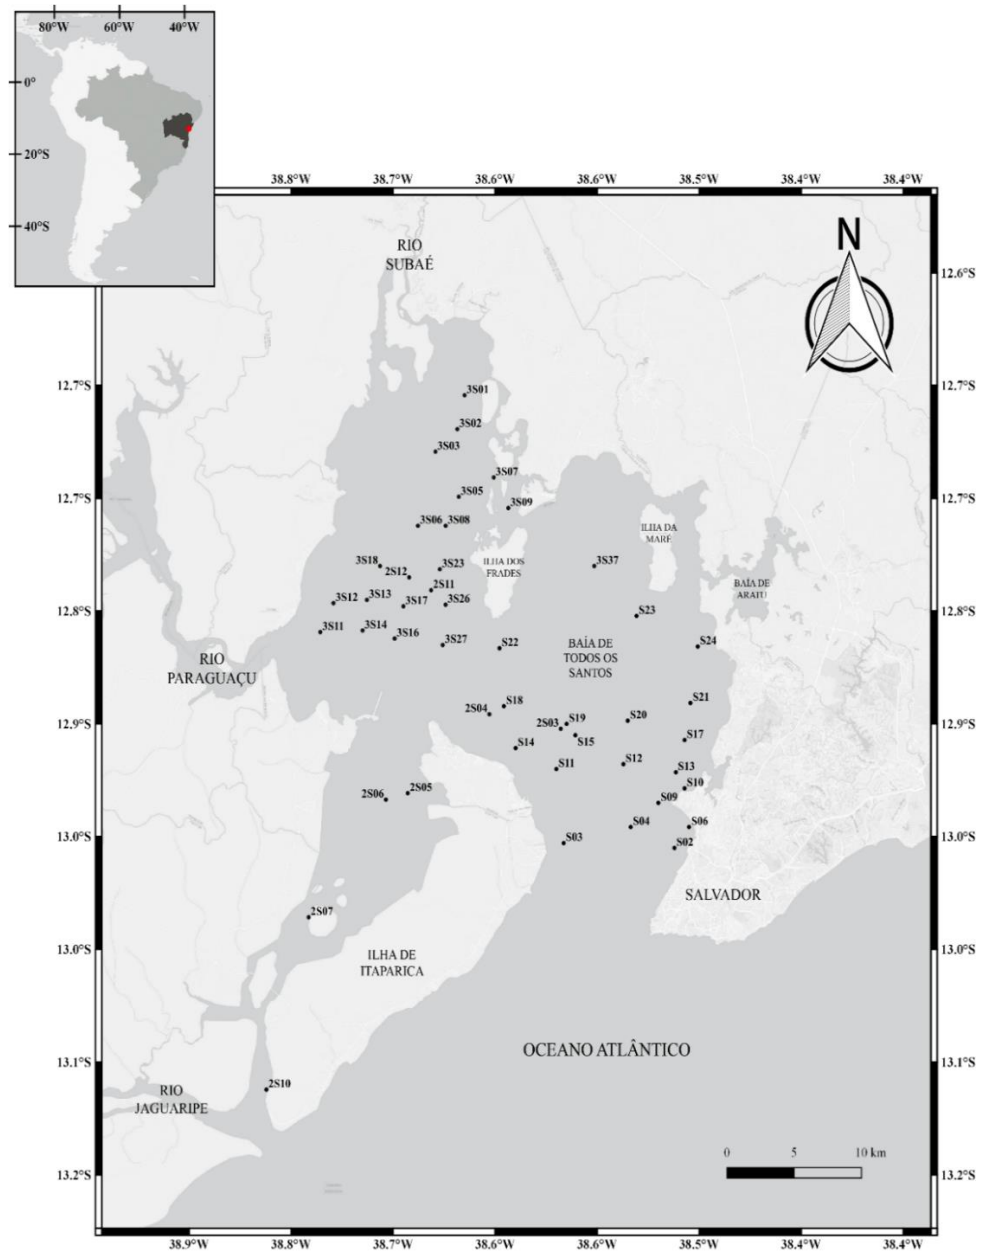 80°W 60°W 40°W
0°
20°S
40°S
38.8°W 38.7°W 38.6°W 38.6°W 38.5°W 38.4°W 38.4°W
N
RIO
SUBAÉ
12.6°S
12.7°S 12.7°S
3S01
3S02
3S03
3S07
3S05
12.7°S 12.7°S
3S09
3S06 3S08
ILHA DA
MARÉ
3S18 3S23 3S37
ILHA DOS
FRADES
2S12
2S11
BAÍA DE
ARATU
3S12 3S13 3S17 3S26
12.8°S 12.8°S
S23
3S11 3S14 3S16 3S27
S22 S24
BAÍA DE
TODOS OS
SANTOS
RIO
PARAGUAÇU
S18 S21
2S04
2S03 S19 S20
12.9°S 12.9°S
S14 S15 S17
S11 S12 S13
S10
2S06 2S05
S09
S04 S06
13.0°S 13.0°S
S03 S02
SALVADOR
2S07
13.0°S 13.0°S
ILHA DE
ITAPARICA
OCEANO ATLÂNTICO
13.1°S 13.1°S
2S10
RIO
JAGUARIPE
0 5 10 km
13.2°S 13.2°S
38.9°W 38.8°W 38.7°W 38.6°W 38.6°W 38.5°W 38.4°W 38.4°W